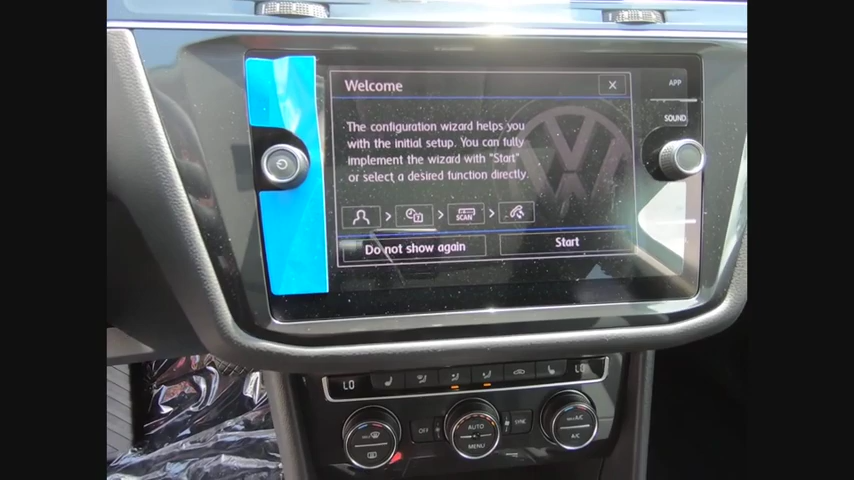 Welcome
X
APP
SOUND
The configuration wizard helps you
with the initial setup. You can fully
implement the wizard with "Start"
or select a desired function directly.
SCAN
Do not show again
Start
LO
LO
OFF
AUTO
MENU
SYNC
A/C